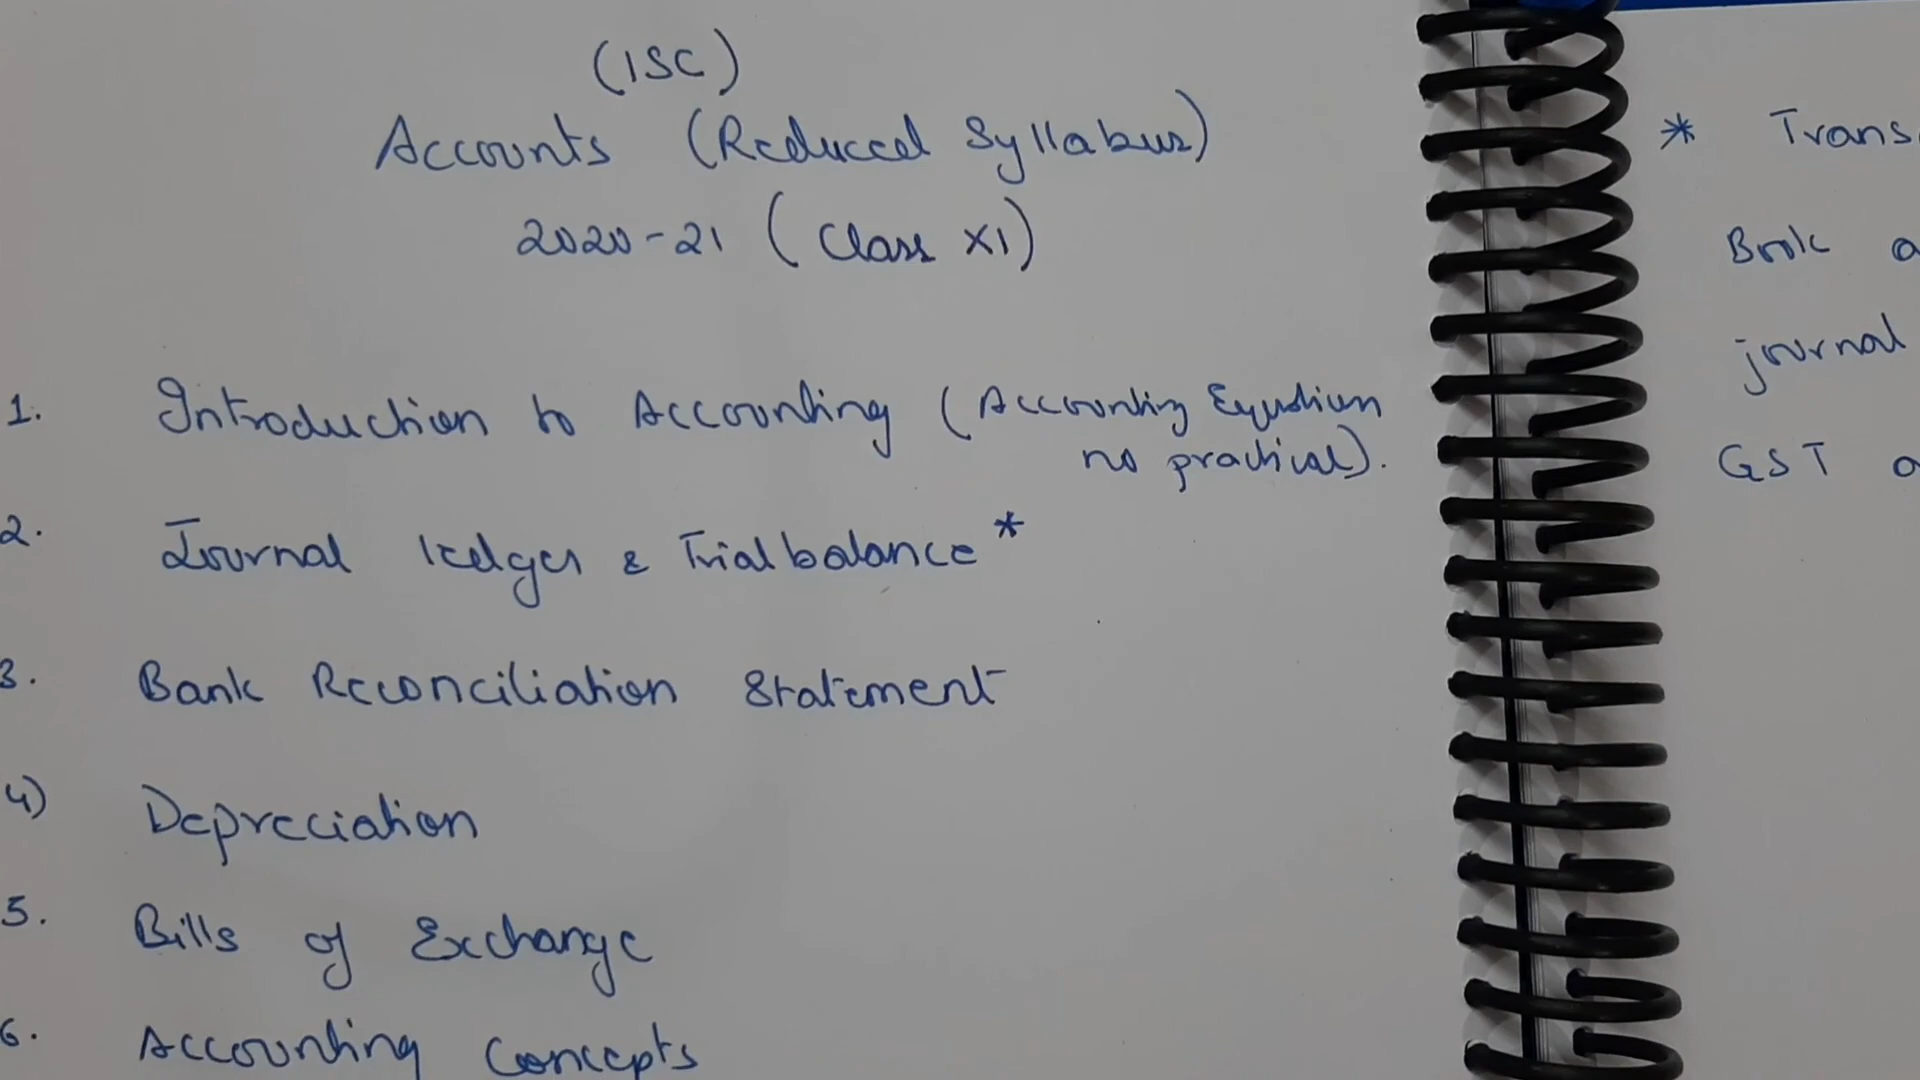 (ISC)
Accounts (Reduced Syllabus)
2020-21 (Class XI)
1. Introduction to Accounting (Accounting Equation
no practical).
2. Journal ledger & Trial balance *
3. Bank Reconciliation Statement
4) Depreciation
5. Bills of Exchange
6. Accounting Concepts
* Trans
Book a
journal
GST a